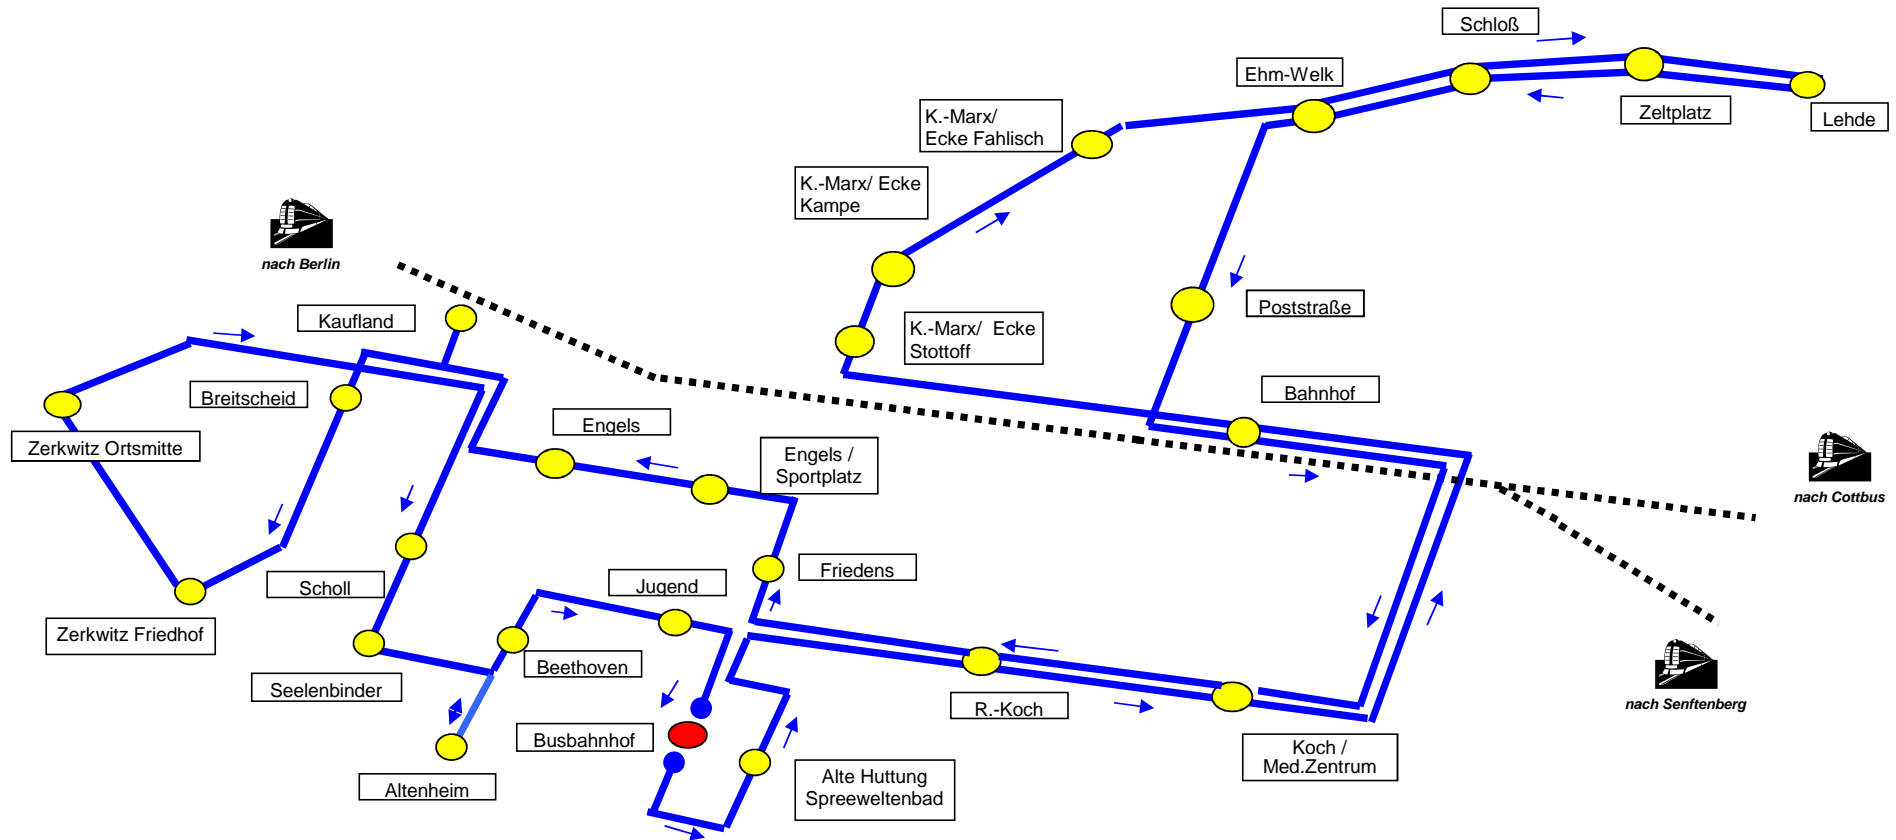 Schloß
Ehm-Welk
K.-Marx/
Ecke Fahlisch
Zeltplatz
Lehde
K.-Marx/ Ecke
Kampe
nach Berlin
Kaufland
K.-Marx/ Ecke
Stottoff
Poststraße
Breitscheid
Bahnhof
Zerkwitz Ortsmitte
Engels
Engels /
Sportplatz
nach Cottbus
Scholl
Jugend
Friedens
Zerkwitz Friedhof
Beethoven
Seelenbinder
R.-Koch
nach Senftenberg
Busbahnhof
Koch /
Med.Zentrum
Altenheim
Alte Huttung
Spreeweltenbad